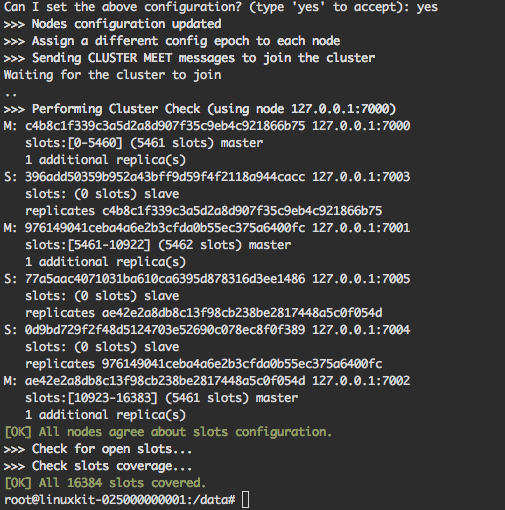 Can I set the above configuration? (type 'yes' to accept): yes
>>> Nodes configuration updated
>>> Assign a different config epoch to each node
>>> Sending CLUSTER MEET messages to join the cluster
Waiting for the cluster to join
..
>>> Performing Cluster Check (using node 127.0.0.1:7000)
M: c4b8c1f339c3a5d2a8d907f35c9eb4c921866b75 127.0.0.1:7000
   slots:[0-5460] (5461 slots) master
   1 additional replica(s)
S: 396add50359b952a43bff9d59f4f2118a944cacc 127.0.0.1:7003
   slots: (0 slots) slave
   replicates c4b8c1f339c3a5d2a8d907f35c9eb4c921866b75
M: 976149041ceba4a6e2b3cfda0b55ec375a6400fc 127.0.0.1:7001
   slots:[5461-10922] (5462 slots) master
   1 additional replica(s)
S: 77a5aac4071031ba610ca6395d878316d3ee1486 127.0.0.1:7005
   slots: (0 slots) slave
   replicates ae42e2a8db8c13f98cb238be2817448a5c0f054d
S: 0d9bd729f2f48d5124703e52690c078ec8f0f389 127.0.0.1:7004
   slots: (0 slots) slave
   replicates 976149041ceba4a6e2b3cfda0b55ec375a6400fc
M: ae42e2a8db8c13f98cb238be2817448a5c0f054d 127.0.0.1:7002
   slots:[10923-16383] (5461 slots) master
   1 additional replica(s)
[OK] All nodes agree about slots configuration.
>>> Check for open slots...
>>> Check slots coverage...
[OK] All 16384 slots covered.
root@linuxkit-025000000001:/data#